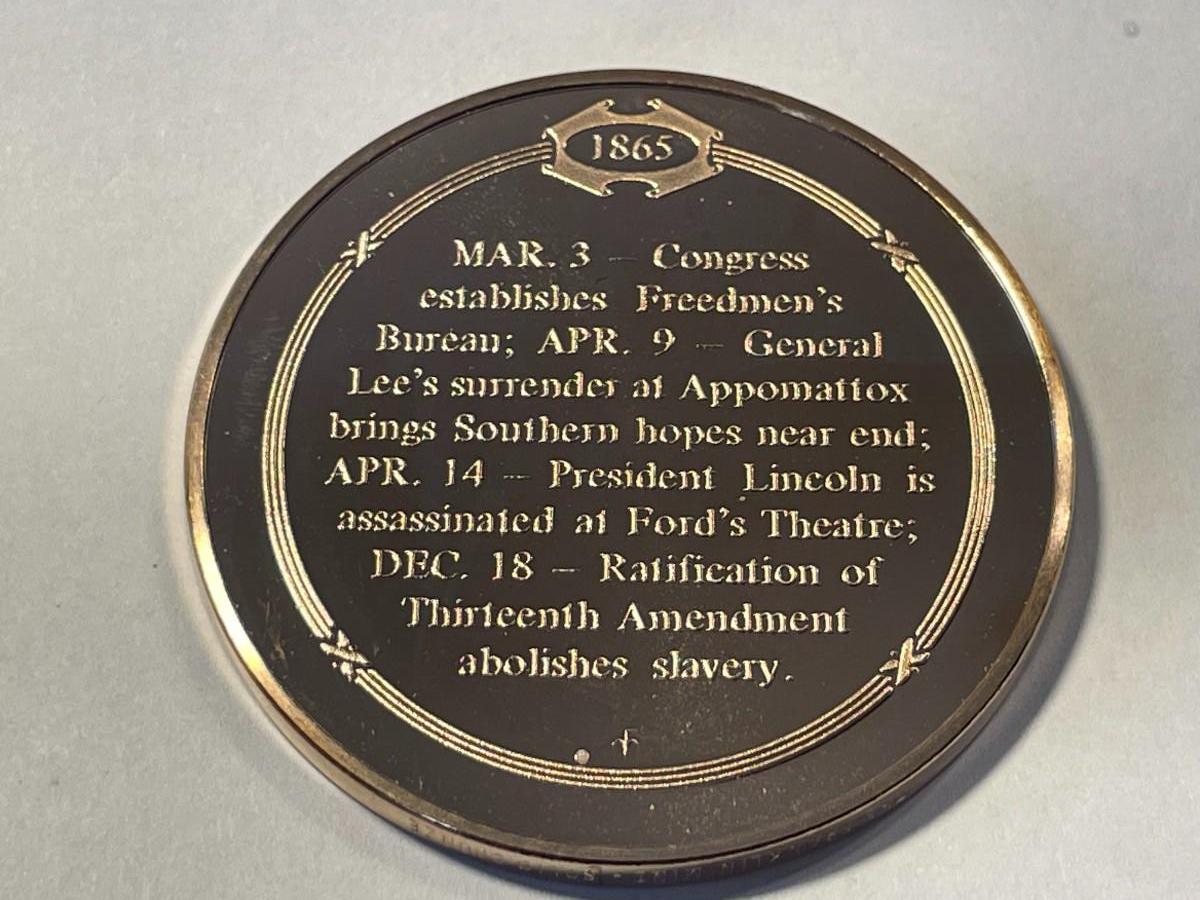 1865
MAR. 3 — Congress
establishes Freedmen's
Bureau; APR. 9 — General
Lee's surrender at Appomattox
brings Southern hopes near end;
APR. 14 — President Lincoln is
assassinated at Ford's Theatre;
DEC. 18 — Ratification of
Thirteenth Amendment
abolishes slavery.